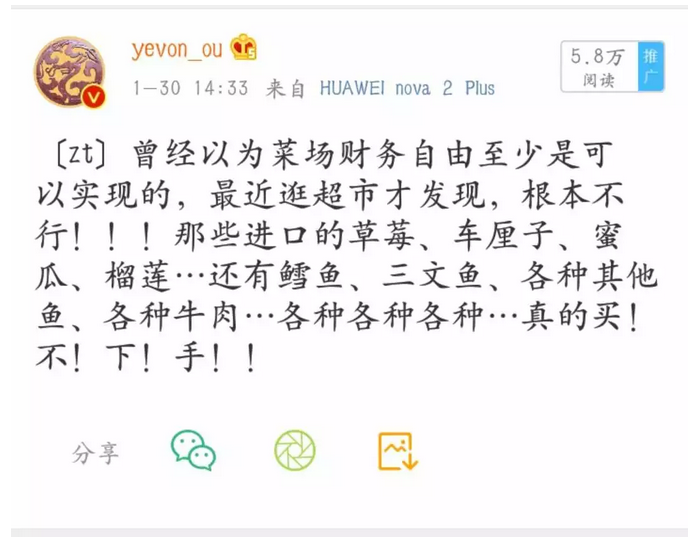 yevon_ou
1-30 14:33 来自 HUAWEI nova 2 Plus
5.8万
阅读
推广
〔zt〕曾经以为菜场财务自由至少是可
以实现的，最近逛超市才发现，根本不
行！！！那些进口的草莓、车厘子、蜜
瓜、榴莲…还有鳕鱼、三文鱼、各种其他
鱼、各种牛肉…各种各种各种…真的买！
不！下！手！！
分享